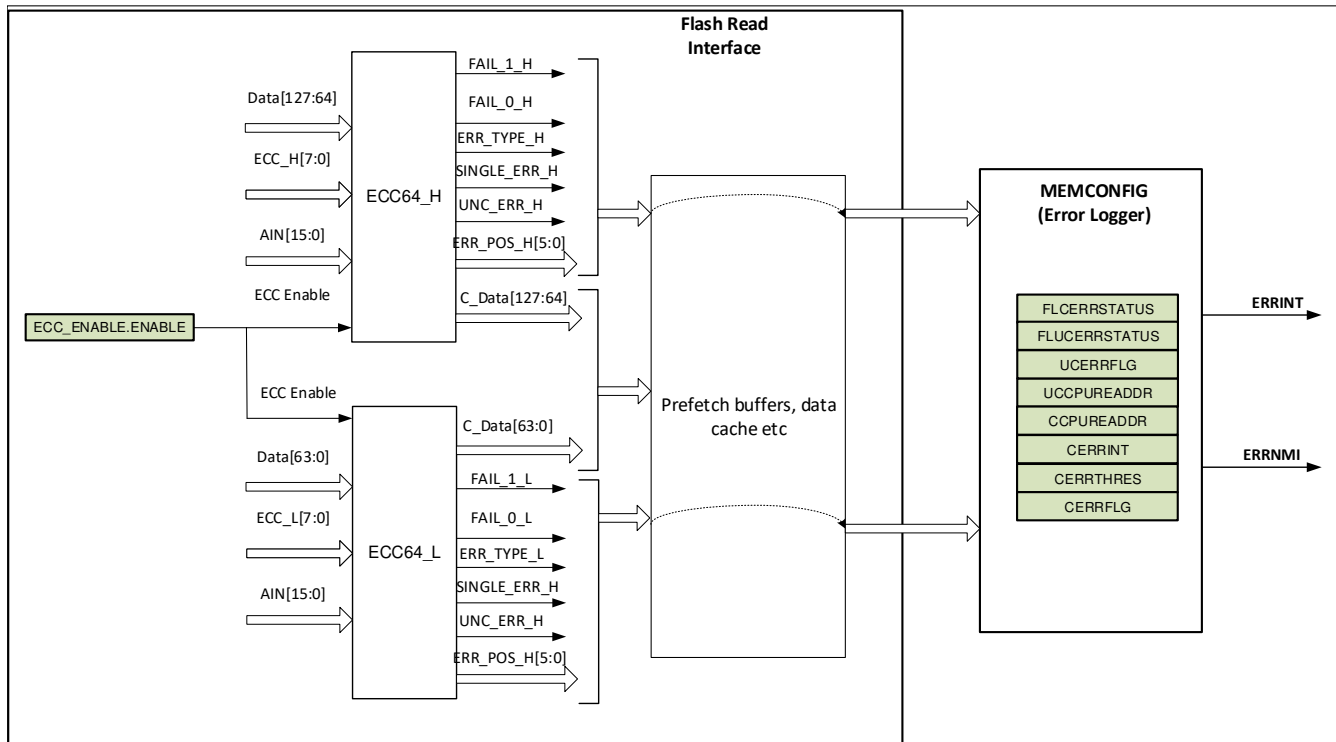 Flash Read
Interface
Data[127:64]
ECC_H[7:0]
AIN[15:0]
ECC Enable
ECC64_H
FAIL_1_H
FAIL_0_H
ERR_TYPE_H
SINGLE_ERR_H
UNC_ERR_H
ERR_POS_H[5:0]
C_Data[127:64]
ECC_ENABLE.ENABLE
ECC Enable
Data[63:0]
ECC_L[7:0]
AIN[15:0]
ECC64_L
C_Data[63:0]
FAIL_1_L
FAIL_0_L
ERR_TYPE_L
SINGLE_ERR_H
UNC_ERR_H
ERR_POS_H[5:0]
Prefetch buffers, data
cache etc
MEMCONFIG
(Error Logger)
FLCERRSTATUS
FLUCERRSTATUS
UCERRFLG
UCCPUREADDR
CCPUREADDR
CERRINT
CERRTHRES
CERRFLG
ERRINT
ERRNMI